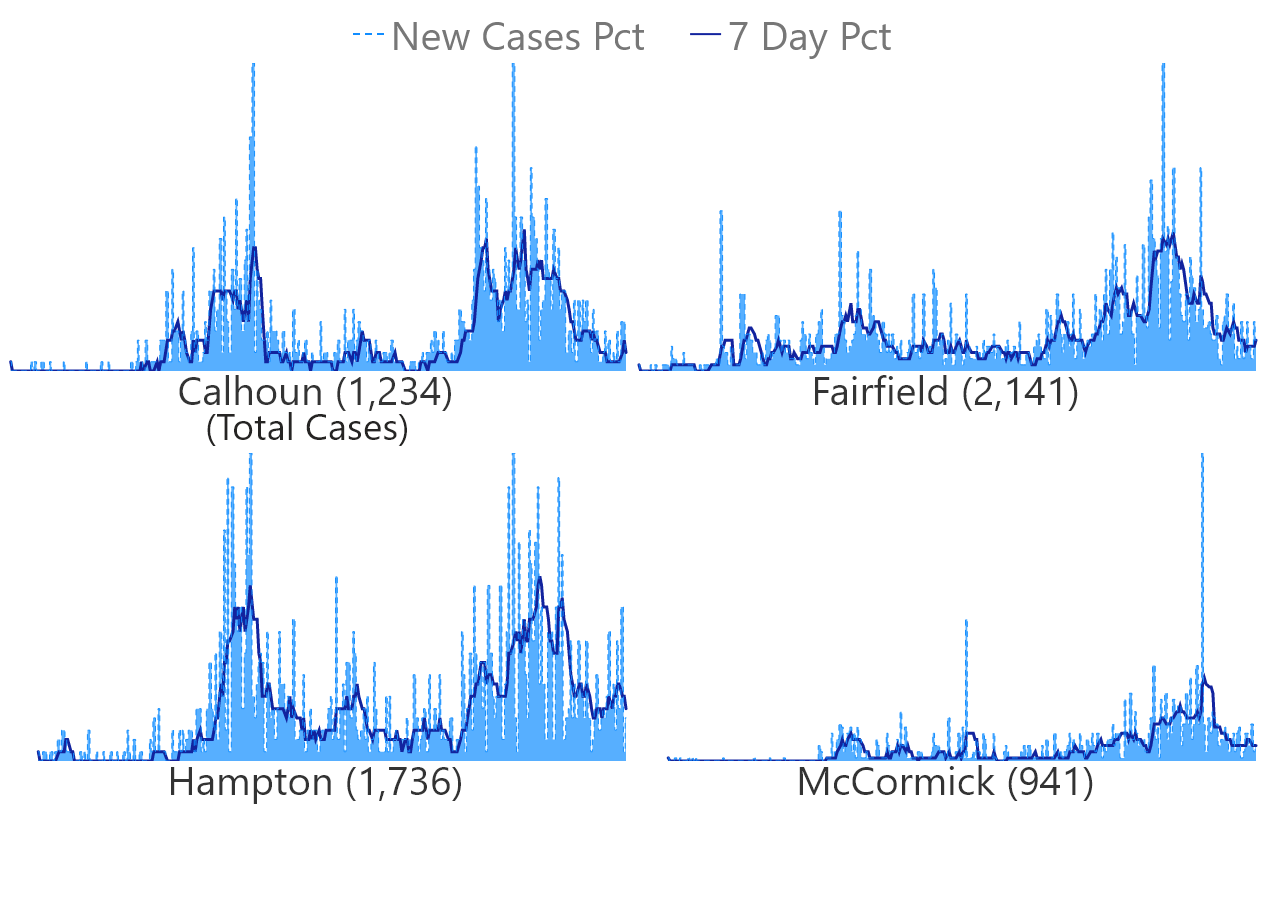 New Cases Pct 7 Day Pct
Calhoun (1,234) Fairfield (2,141)
(Total Cases)
Hampton (1,736) McCormick (941)